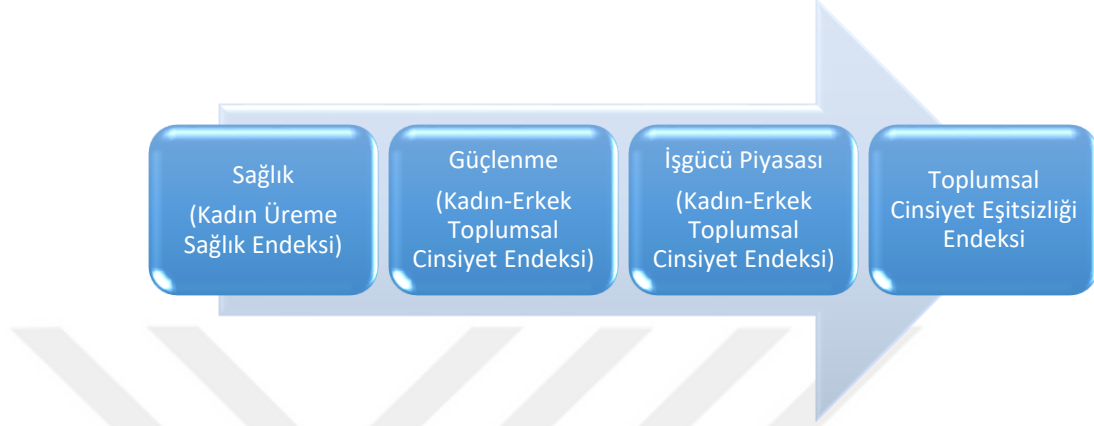 Sağlık
(Kadın Üreme
Sağlık Endeksi)
Güçlenme
(Kadın-Erkek
Toplumsal
Cinsiyet Endeksi)
İşgücü Piyasası
(Kadın-Erkek
Toplumsal
Cinsiyet Endeksi)
Toplumsal
Cinsiyet Eşitsizliği
Endeksi